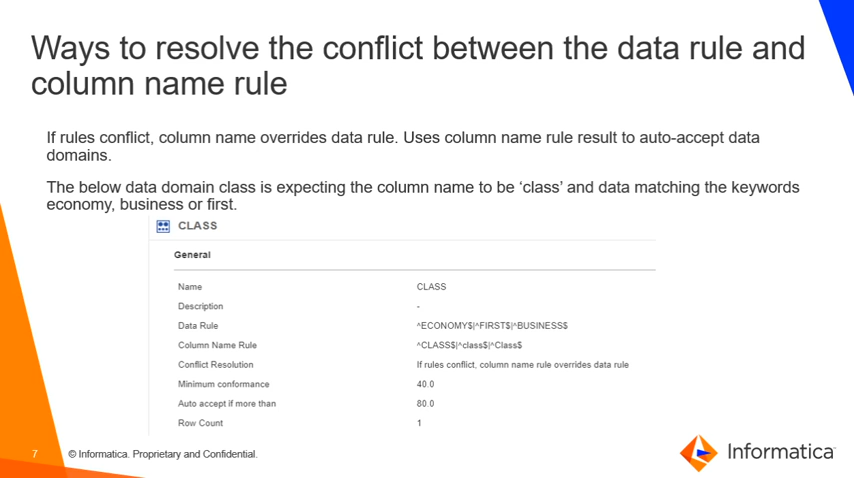 Ways to resolve the conflict between the data rule and
column name rule
If rules conflict, column name overrides data rule. Uses column name rule result to auto-accept data
domains.
The below data domain class is expecting the column name to be ‘class’ and data matching the keywords
economy, business or first.
CLASS
General
Name CLASS
Description -
Data Rule ^ECONOMY$|^FIRST$|^BUSINESS$
Column Name Rule ^CLASS$|^class$|^Class$
Conflict Resolution If rules conflict, column name rule overrides data rule
Minimum conformance 40.0
Auto accept if more than 80.0
Row Count 1
7 © Informatica. Proprietary and Confidential.
Informatica